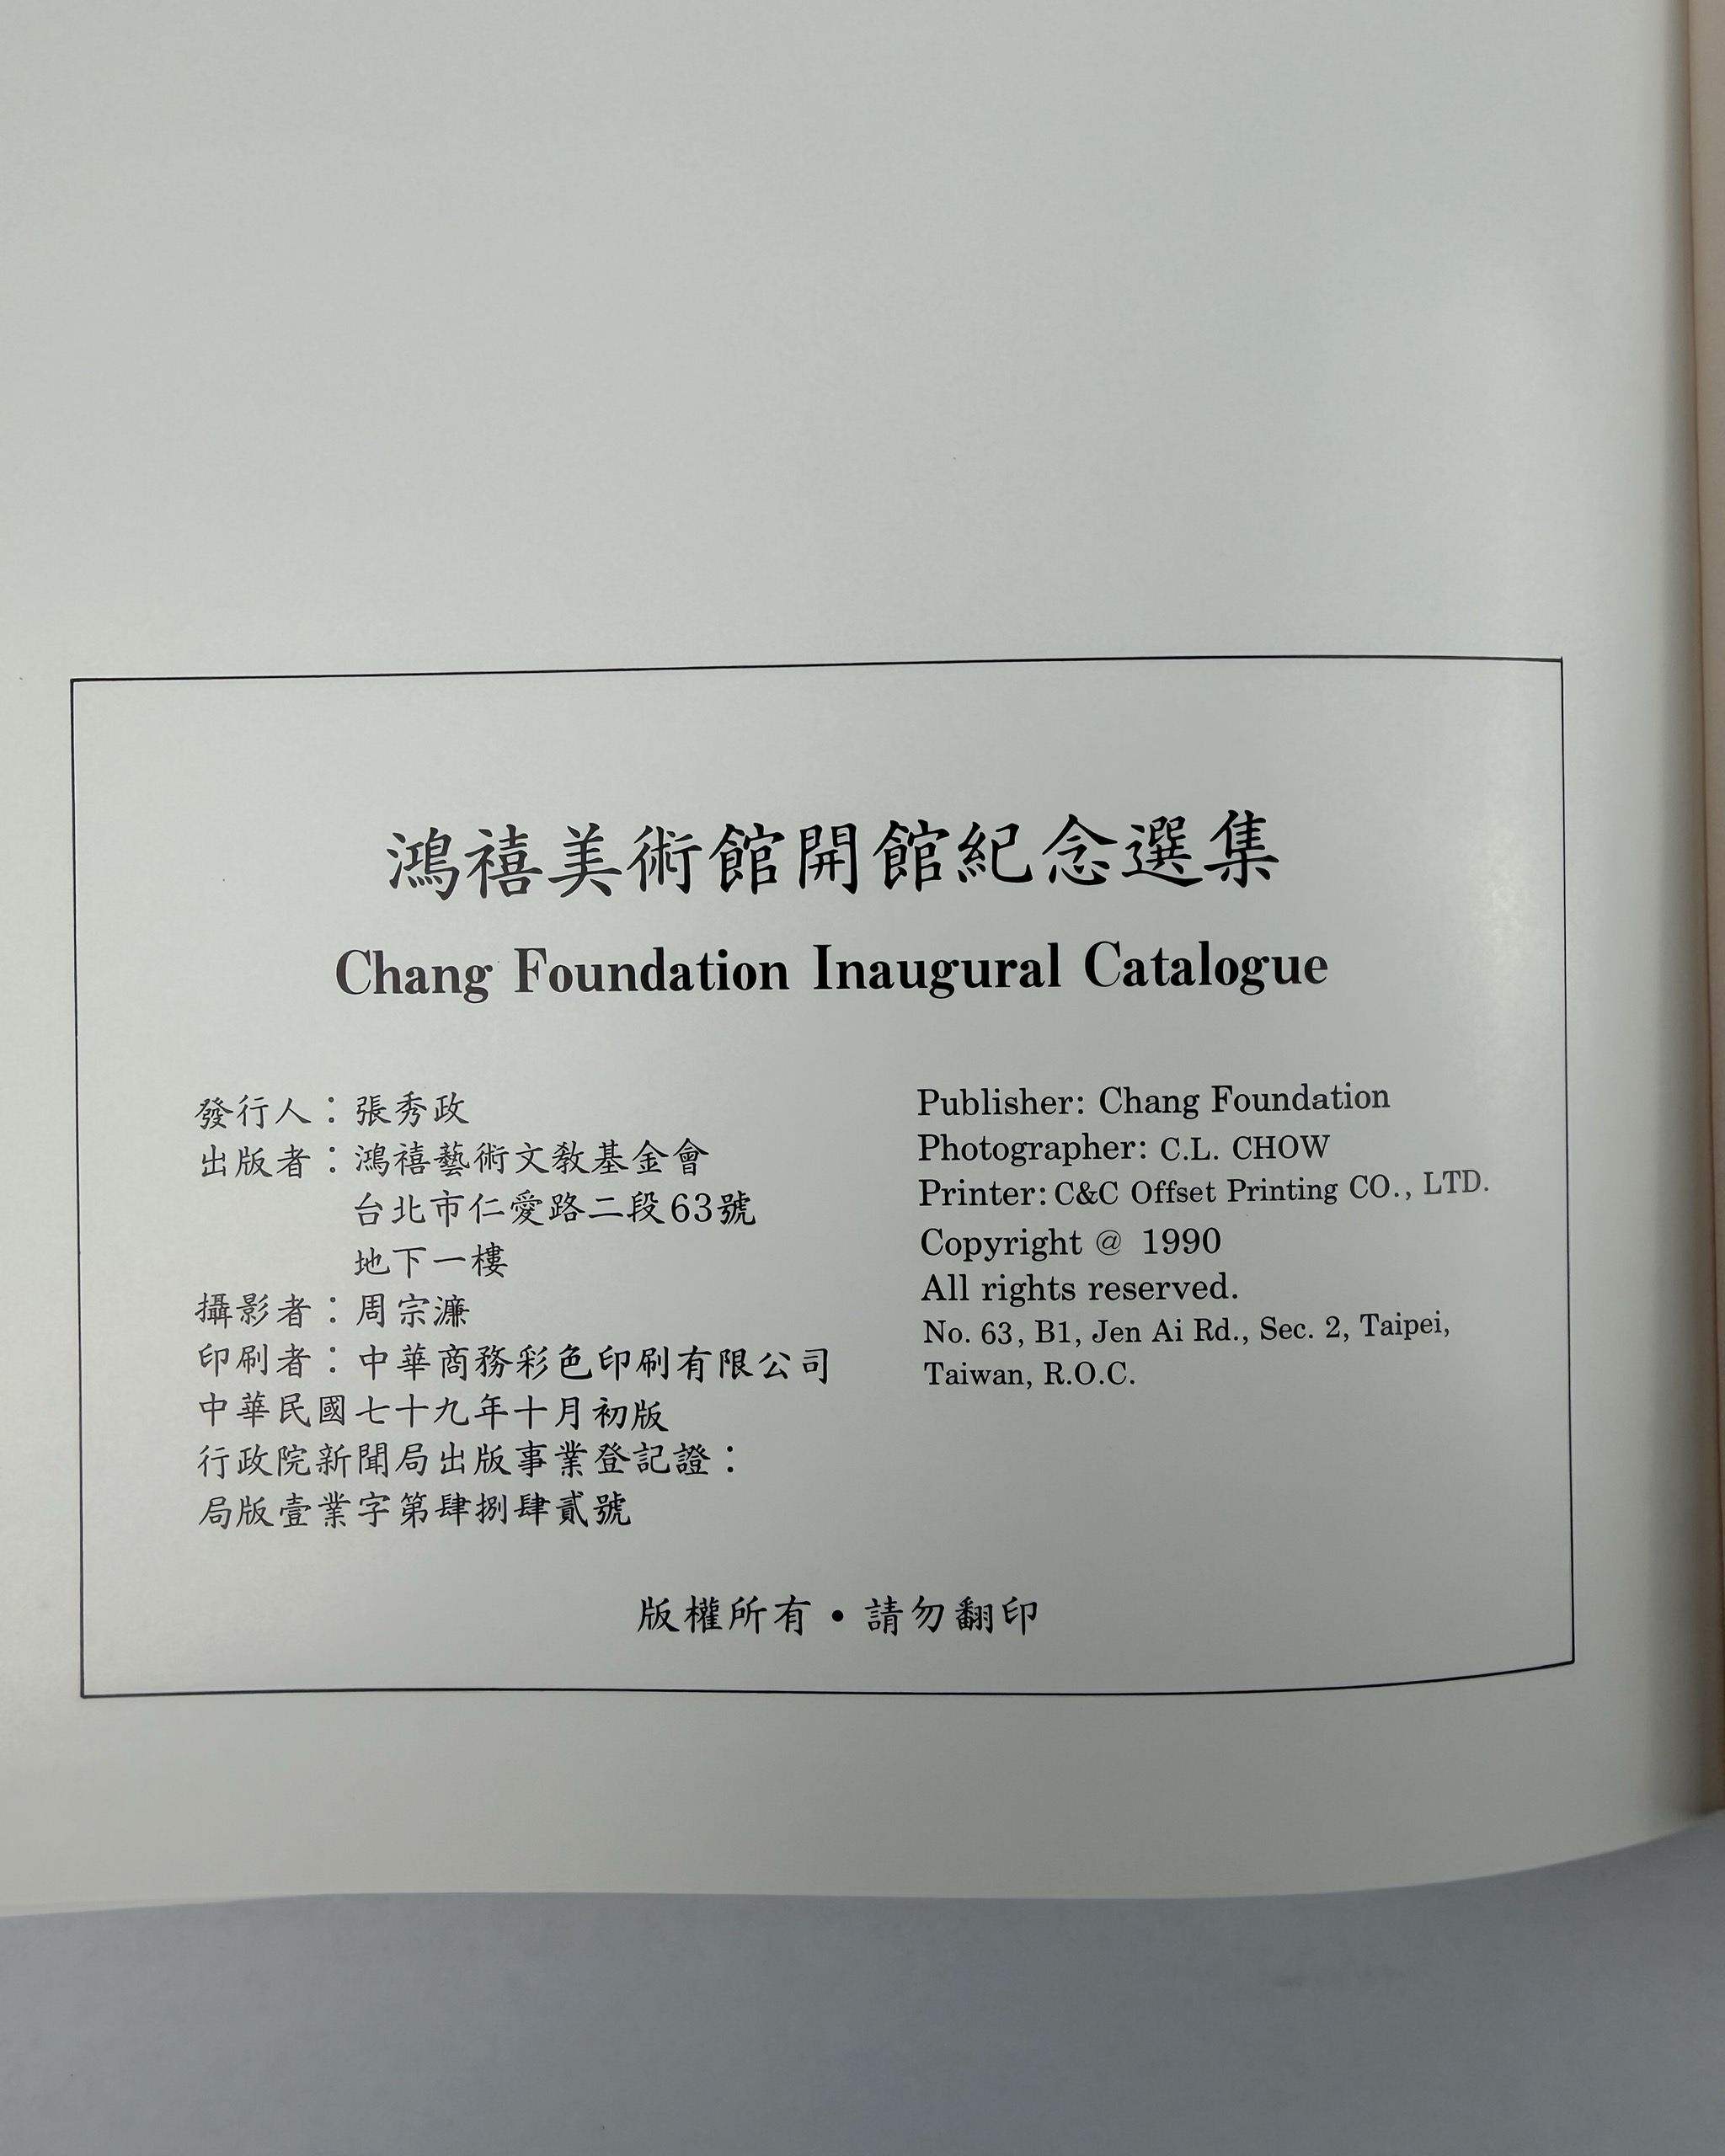 鴻禧美術館開館紀念選集
Chang Foundation Inaugural Catalogue
發行人：張秀政
出版者：鴻禧藝術文教基金會
台北市仁愛路二段63號
地下一樓
攝影者：周宗濂
印刷者：中華商務彩色印刷有限公司
中華民國七十九年十月初版
行政院新聞局出版事業登記證：
局版壹業字第肆捌肆貳號
Publisher: Chang Foundation
Photographer: C.L. CHOW
Printer: C&C Offset Printing CO., LTD.
Copyright @ 1990
All rights reserved.
No. 63, B1, Jen Ai Rd., Sec. 2, Taipei,
Taiwan, R.O.C.
版權所有・請勿翻印